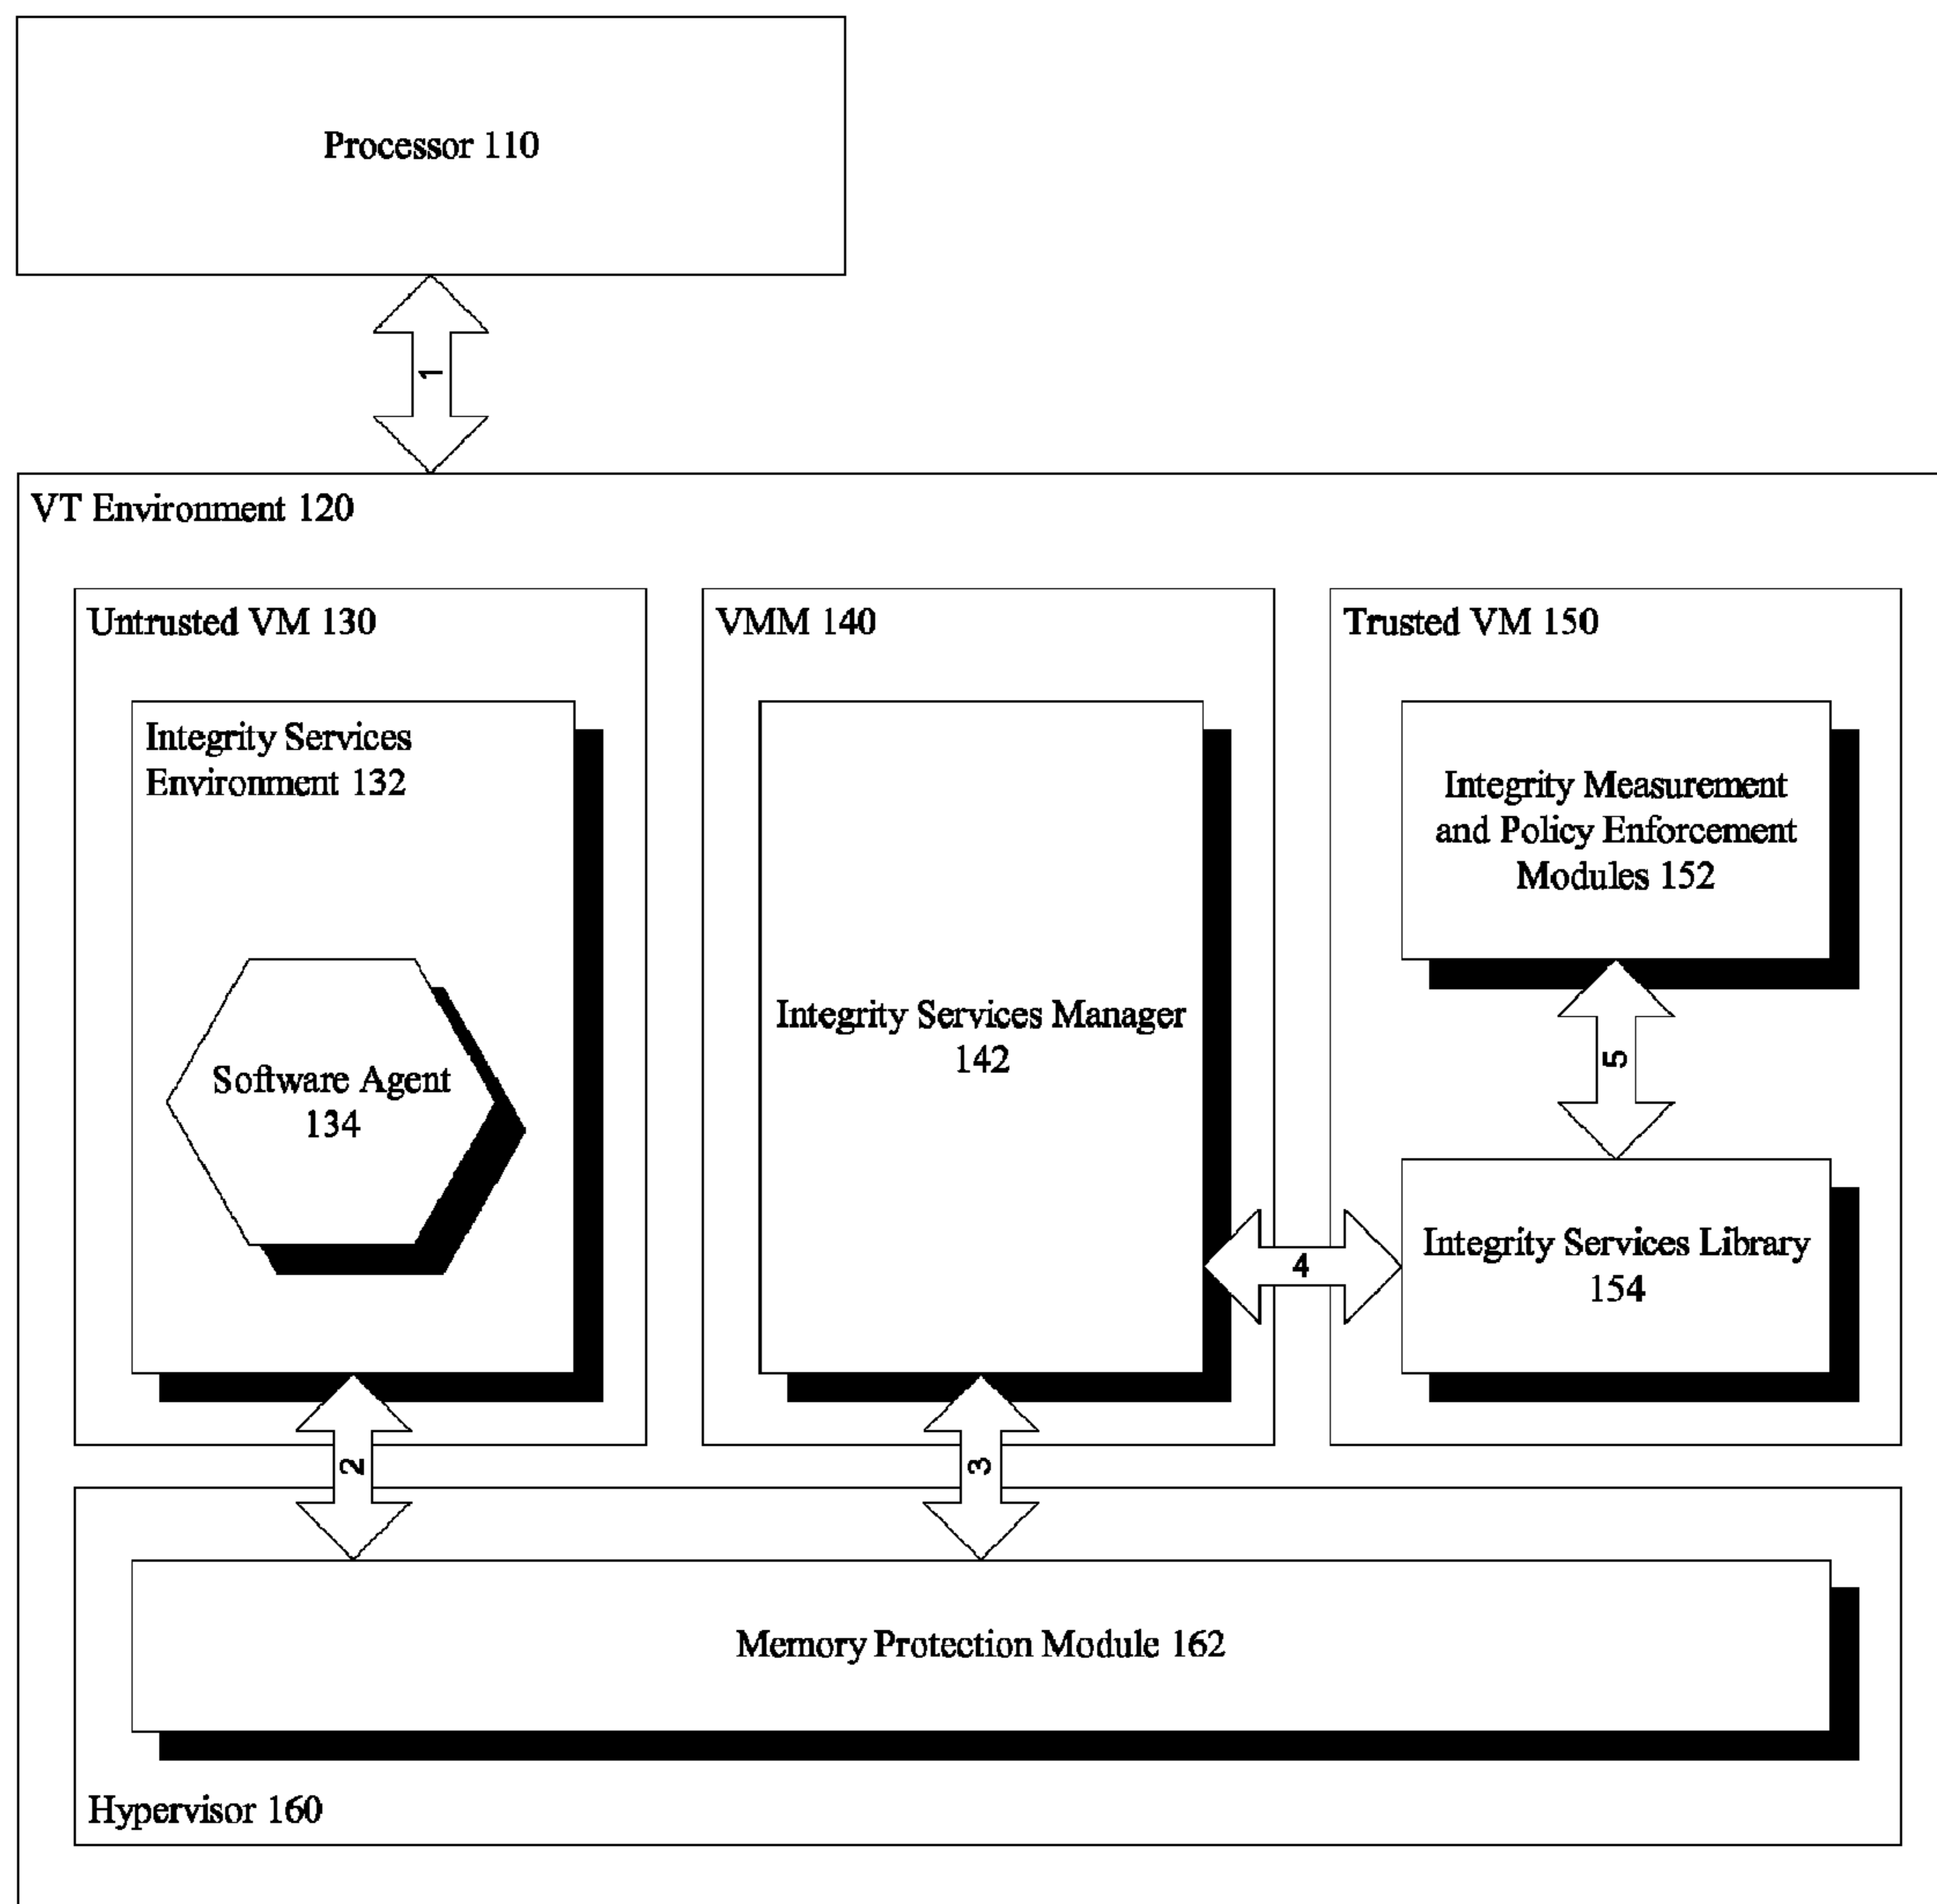 Processor 110
1
VT Environment 120
Untrusted VM 130
VMM 140
Trusted VM 150
Integrity Services
Environment 132
Software Agent
134
Integrity Services Manager
142
Integrity Measurement
and Policy Enforcement
Modules 152
5
Integrity Services Library
154
4
2
3
Memory Protection Module 162
Hypervisor 160